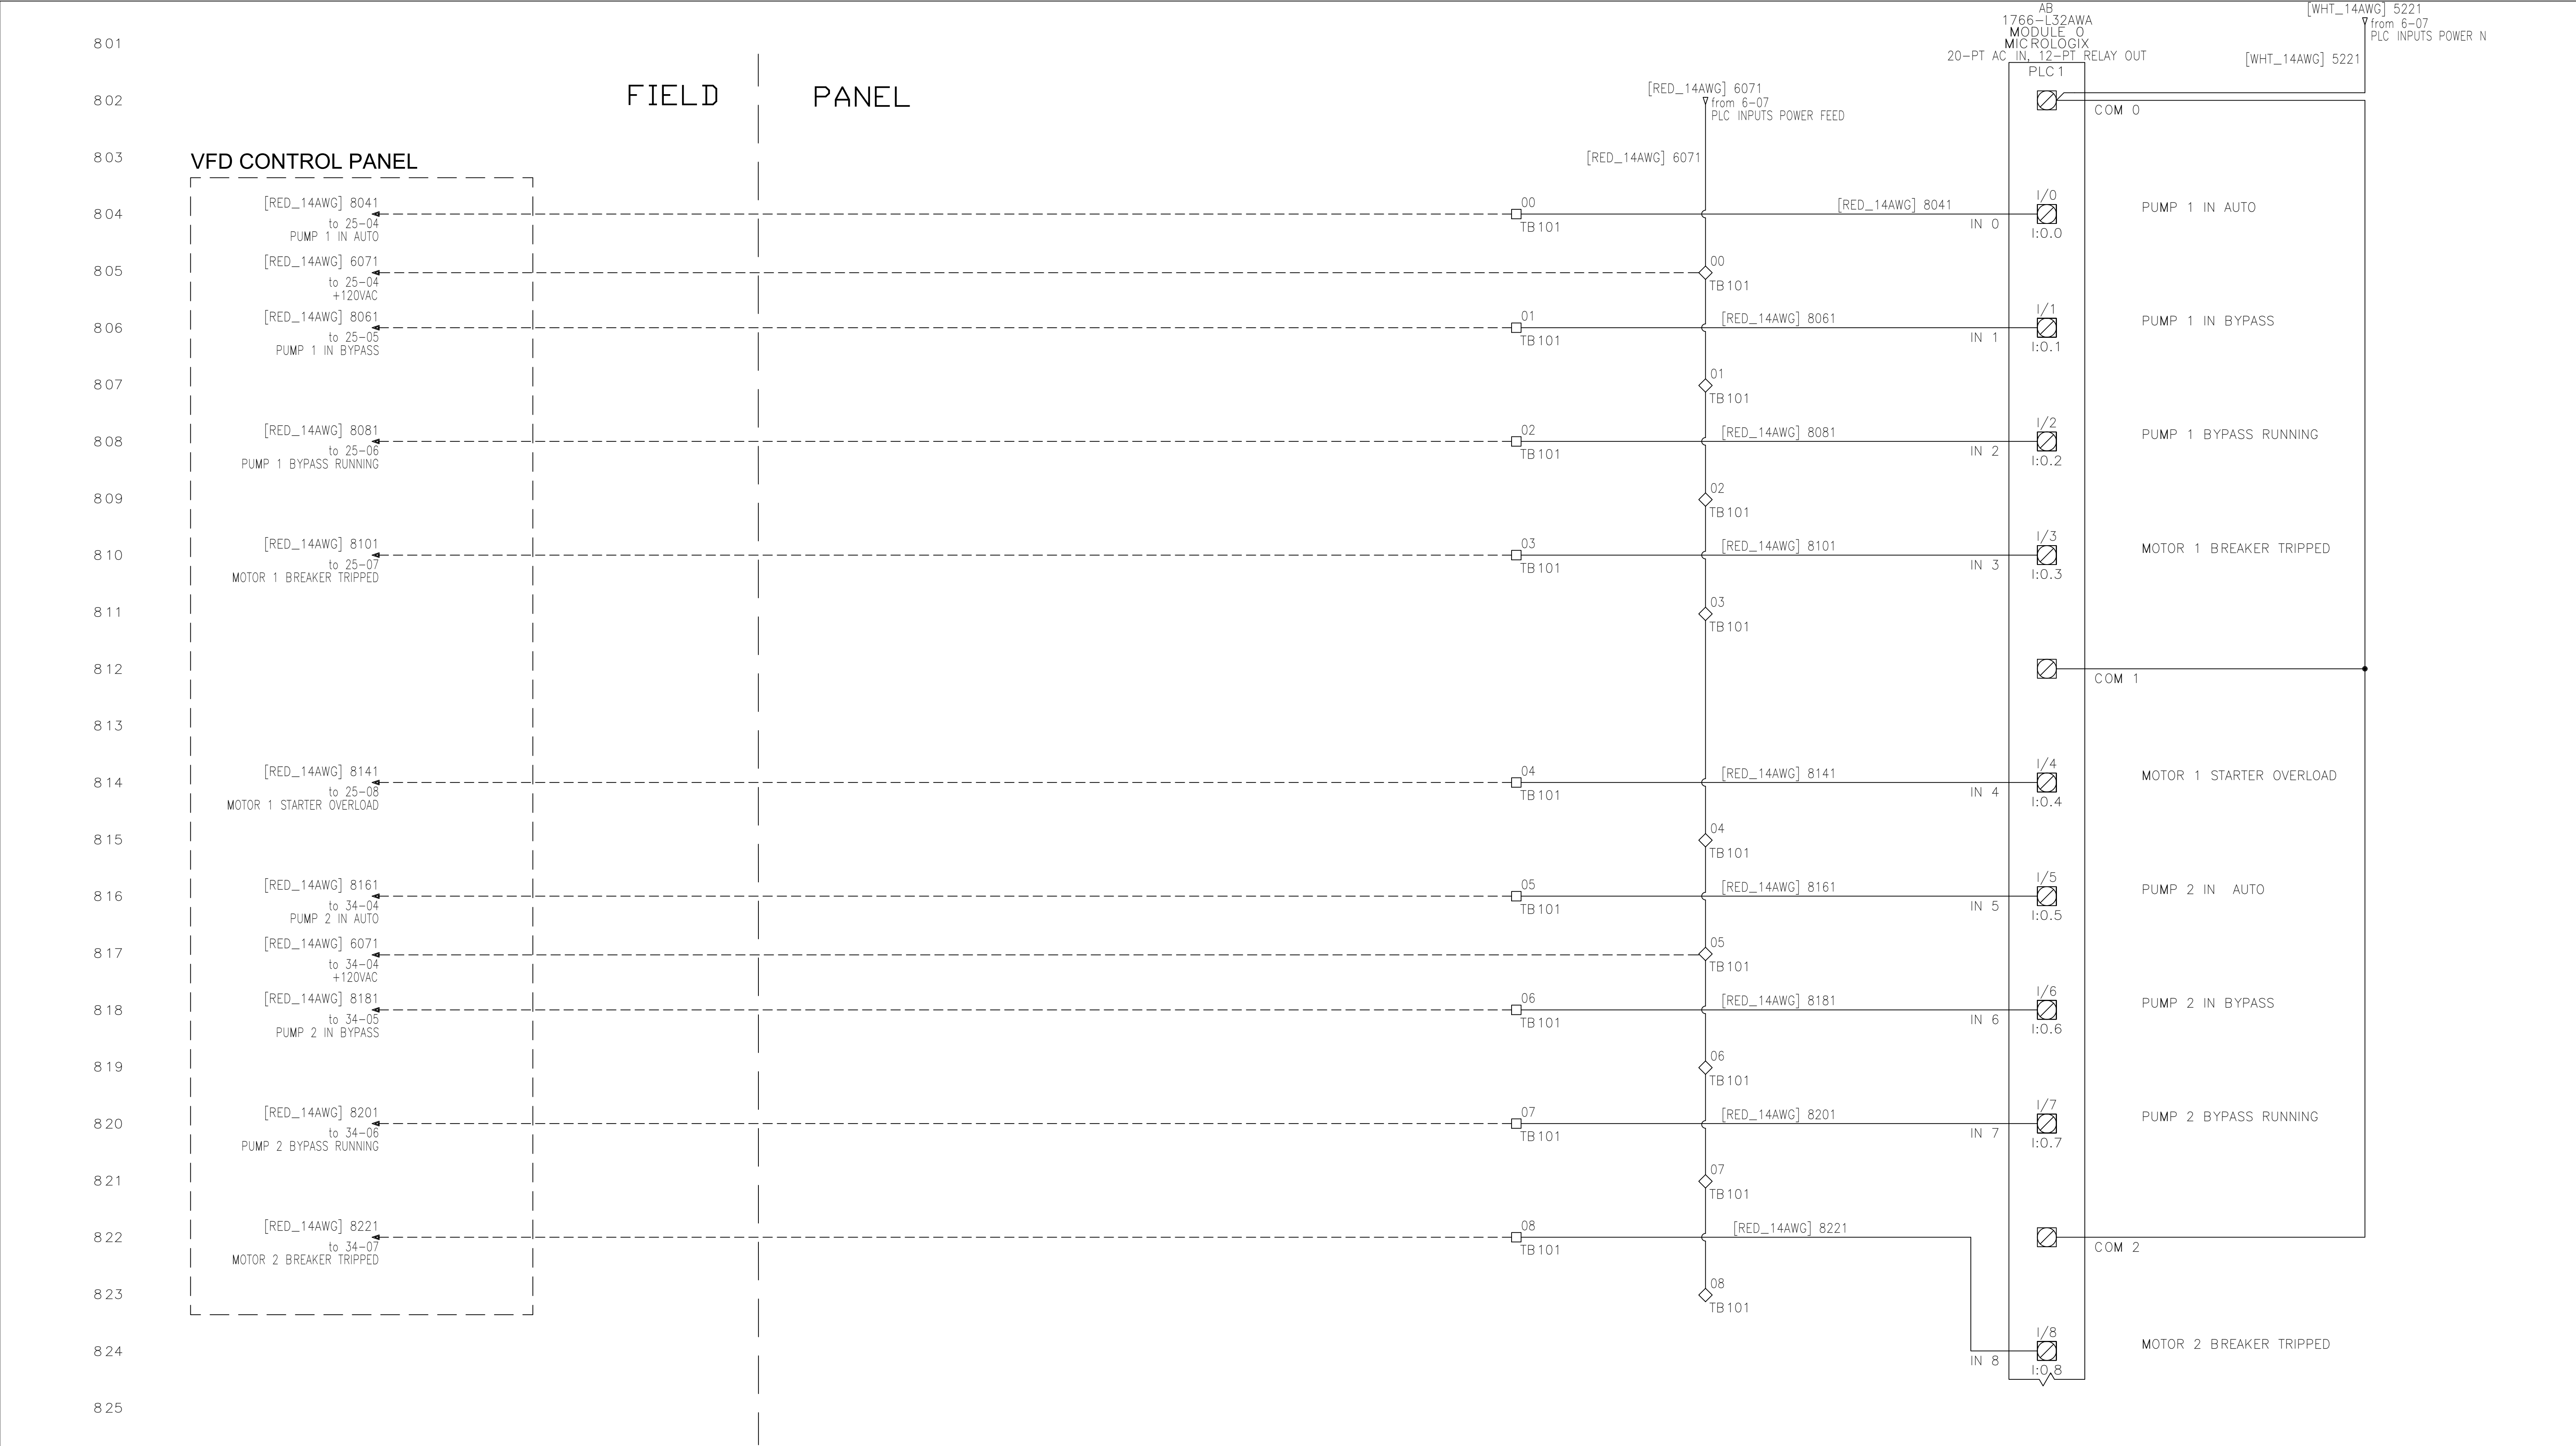 AB
1766-L32AWA
MODULE 0
MICROLOGIX
20-PT AC IN, 12-PT RELAY OUT
PLC1
[WHT_14AWG] 5221
from 6-07
PLC INPUTS POWER N
[WHT_14AWG] 5221
801
FIELD
PANEL
802
[RED_14AWG] 6071
from 6-07
PLC INPUTS POWER FEED
COM 0
803
VFD CONTROL PANEL
[RED_14AWG] 6071
804
[RED_14AWG] 8041
to 25-04
PUMP 1 IN AUTO
00
TB101
[RED_14AWG] 8041
IN 0
I/0
I:0.0
PUMP 1 IN AUTO
805
[RED_14AWG] 6071
to 25-04
+120VAC
00
TB101
806
[RED_14AWG] 8061
to 25-05
PUMP 1 IN BYPASS
01
TB101
[RED_14AWG] 8061
IN 1
I/1
I:0.1
PUMP 1 IN BYPASS
807
01
TB101
808
[RED_14AWG] 8081
to 25-06
PUMP 1 BYPASS RUNNING
02
TB101
[RED_14AWG] 8081
IN 2
I/2
I:0.2
PUMP 1 BYPASS RUNNING
809
02
TB101
810
[RED_14AWG] 8101
to 25-07
MOTOR 1 BREAKER TRIPPED
03
TB101
[RED_14AWG] 8101
IN 3
I/3
I:0.3
MOTOR 1 BREAKER TRIPPED
811
03
TB101
812
COM 1
813
814
[RED_14AWG] 8141
to 25-08
MOTOR 1 STARTER OVERLOAD
04
TB101
[RED_14AWG] 8141
IN 4
I/4
I:0.4
MOTOR 1 STARTER OVERLOAD
815
04
TB101
816
[RED_14AWG] 8161
to 34-04
PUMP 2 IN AUTO
05
TB101
[RED_14AWG] 8161
IN 5
I/5
I:0.5
PUMP 2 IN AUTO
817
[RED_14AWG] 6071
to 34-04
+120VAC
05
TB101
818
[RED_14AWG] 8181
to 34-05
PUMP 2 IN BYPASS
06
TB101
[RED_14AWG] 8181
IN 6
I/6
I:0.6
PUMP 2 IN BYPASS
819
06
TB101
820
[RED_14AWG] 8201
to 34-06
PUMP 2 BYPASS RUNNING
07
TB101
[RED_14AWG] 8201
IN 7
I/7
I:0.7
PUMP 2 BYPASS RUNNING
821
07
TB101
822
[RED_14AWG] 8221
to 34-07
MOTOR 2 BREAKER TRIPPED
08
TB101
[RED_14AWG] 8221
COM 2
823
08
TB101
824
IN 8
I/8
I:0.8
MOTOR 2 BREAKER TRIPPED
825